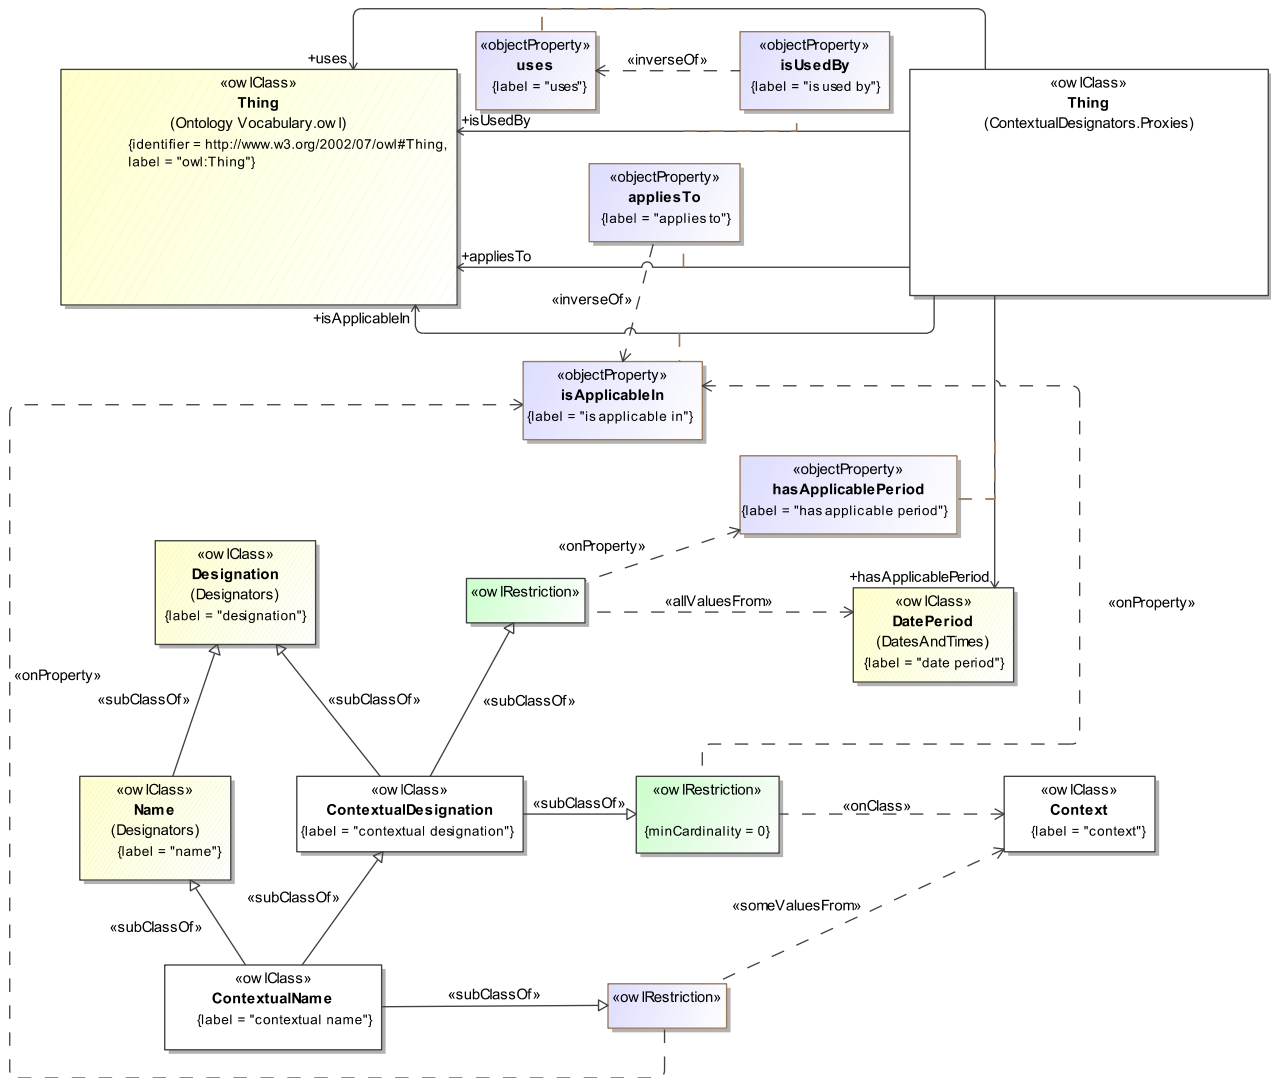 +uses
«objectProperty»
uses
{label = "uses"}
«inverseOf»
«objectProperty»
isUsedBy
{label = "is used by"}
«owlClass»
Thing
(Ontology Vocabulary.owl)
{identifier = http://www.w3.org/2002/07/owl#Thing,
label = "owl:Thing"}
«owlClass»
Thing
(ContextualDesignators.Proxies)
+isUsedBy
«objectProperty»
appliesTo
{label = "applies to"}
+appliesTo
«inverseOf»
+isApplicableIn
«objectProperty»
isApplicableIn
{label = "is applicable in"}
«objectProperty»
hasApplicablePeriod
{label = "has applicable period"}
«onProperty»
«owlClass»
Designation
(Designators)
{label = "designation"}
«owlRestriction»
+hasApplicablePeriod
«allValuesFrom»
«owlClass»
DatePeriod
(DatesAndTimes)
{label = "date period"}
«onProperty»
«onProperty»
«subClassOf»
«subClassOf»
«subClassOf»
«owlClass»
Name
(Designators)
{label = "name"}
«owlClass»
ContextualDesignation
{label = "contextual designation"}
«subClassOf»
«owlRestriction»
{minCardinality = 0}
«onClass»
«owlClass»
Context
{label = "context"}
«subClassOf»
«subClassOf»
«someValuesFrom»
«owlClass»
ContextualName
{label = "contextual name"}
«subClassOf»
«owlRestriction»